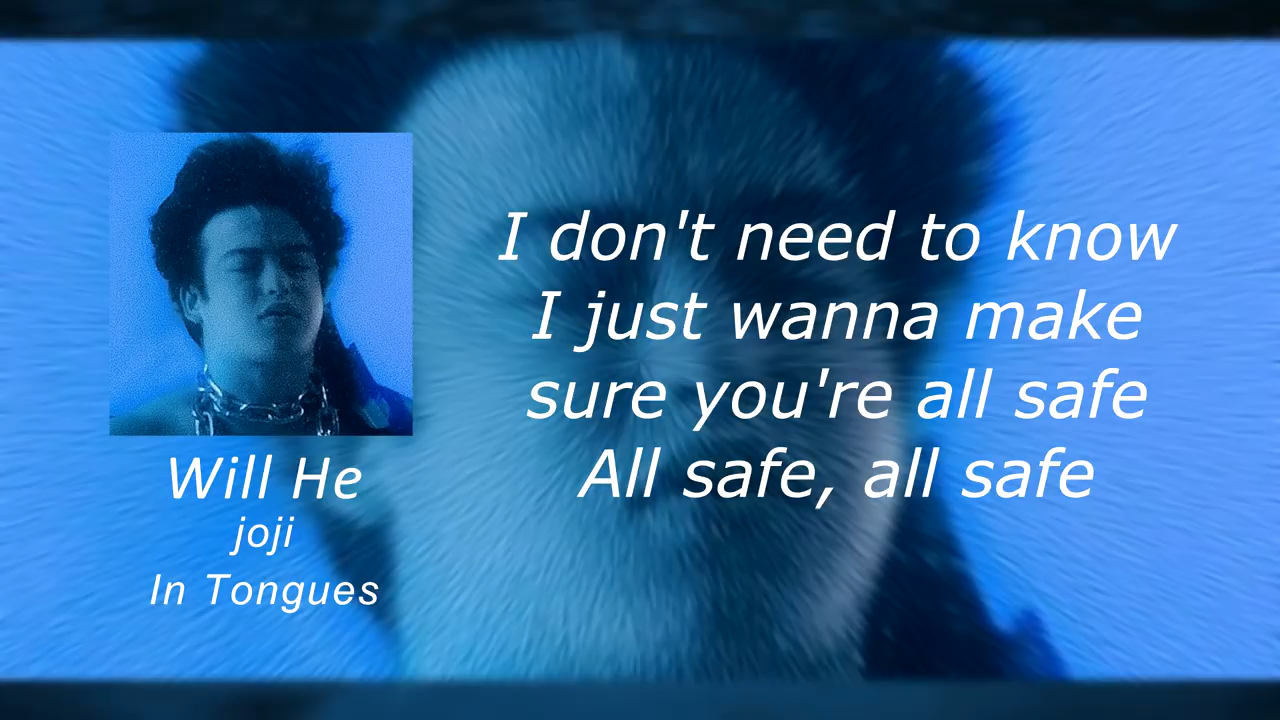 I don't need to know
I just wanna make
sure you're all safe
All safe, all safe
Will He
joji
In Tongues